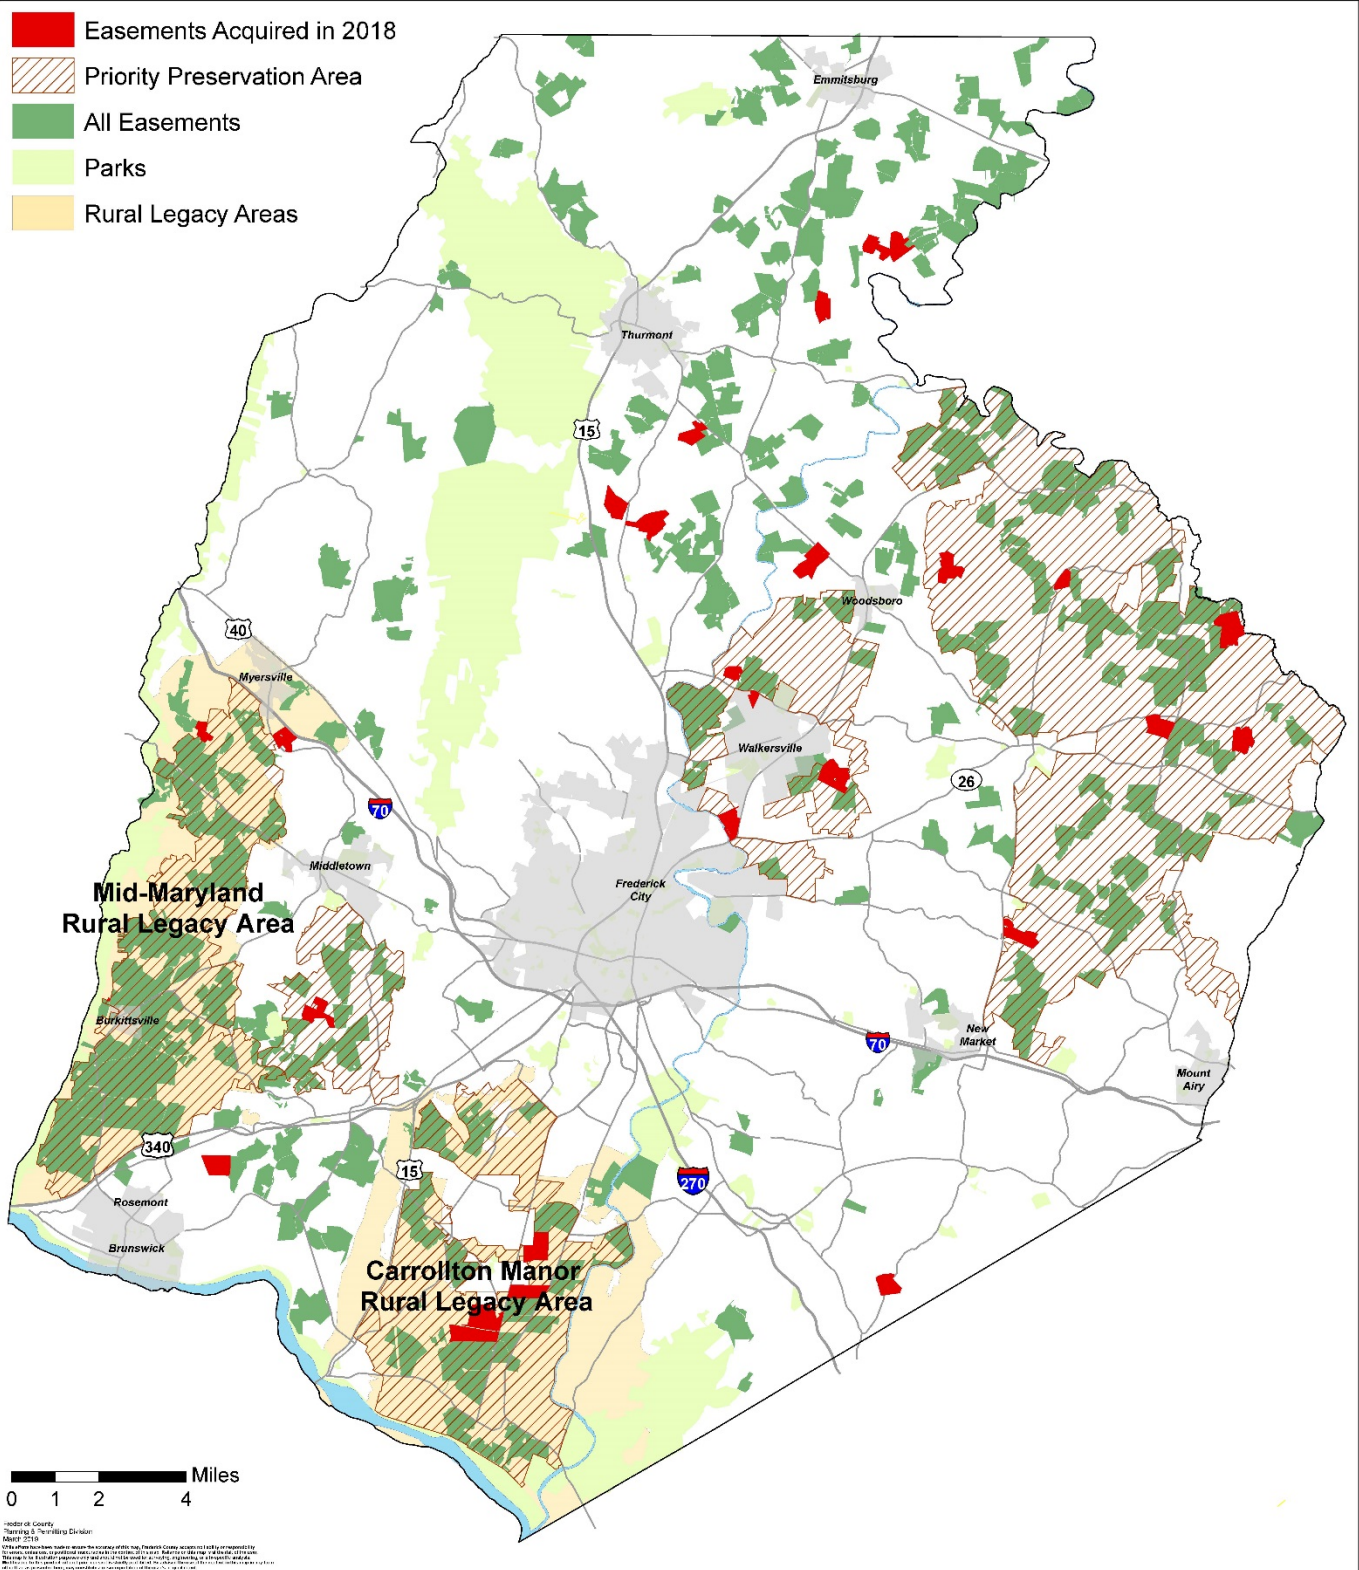 Easements Acquired in 2018
Priority Preservation Area
All Easements
Parks
Rural Legacy Areas
Emmitsburg
Thurmont
15
Woodsboro
40
Myersville
Walkersville
26
70
Middletown
Frederick
City
Mid-Maryland
Rural Legacy Area
Burkittsville
70
New
Market
Mount
Airy
340
15
270
Rosemont
Brunswick
Carrollton Manor
Rural Legacy Area
Miles
0 1 2 4
Frederick County
Planning & Permitting Division
March 2019